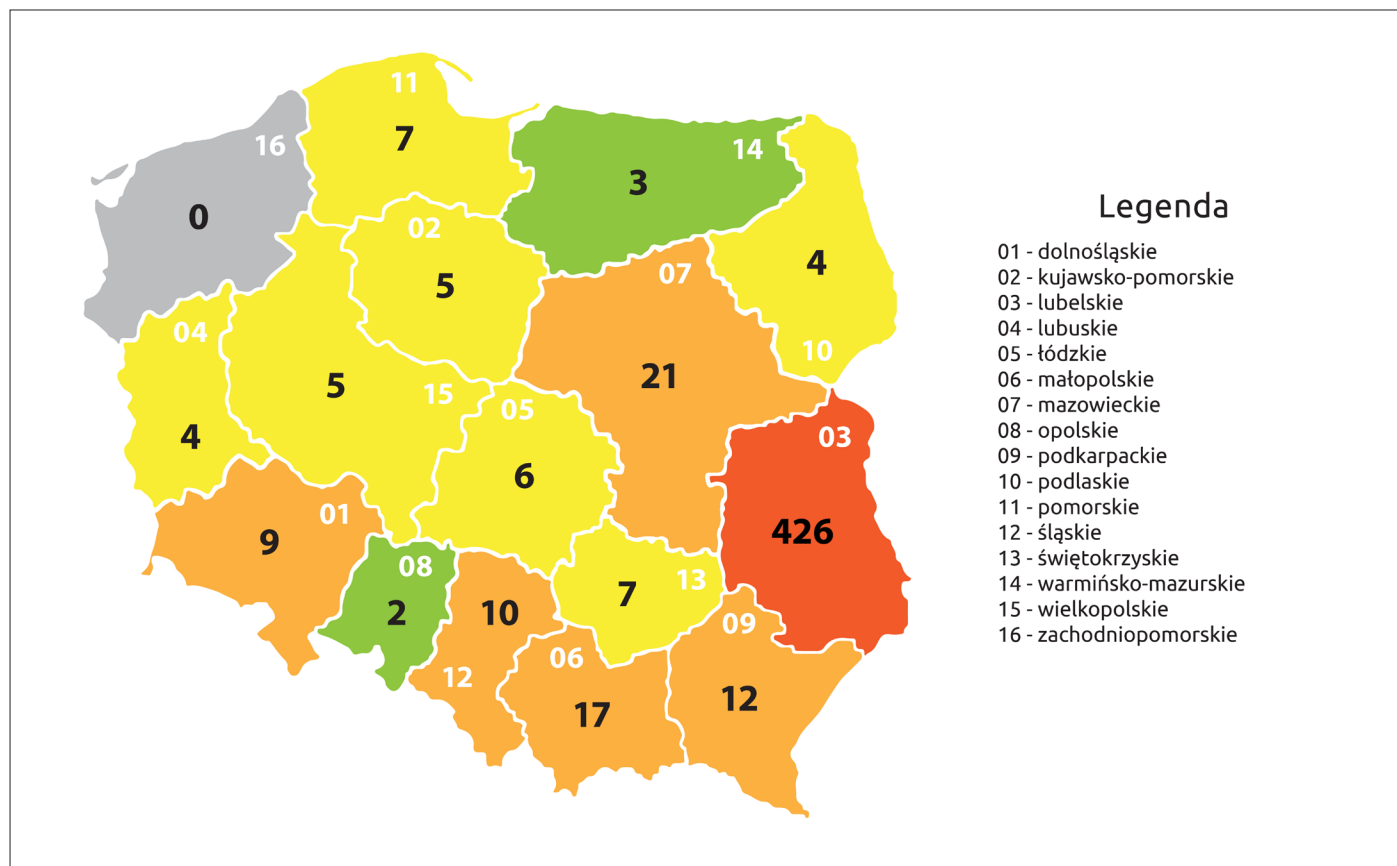 11
7
16
14
3
0
02
07
4
5
04
10
21
5
15
05
03
4
6
01
426
9
08
13
7
2
10
09
06
12
12
17
Legenda
01 - dolnośląskie
02 - kujawsko-pomorskie
03 - lubelskie
04 - lubuskie
05 - łódzkie
06 - małopolskie
07 - mazowieckie
08 - opolskie
09 - podkarpackie
10 - podlaskie
11 - pomorskie
12 - śląskie
13 - świętokrzyskie
14 - warmińsko-mazurskie
15 - wielkopolskie
16 - zachodniopomorskie